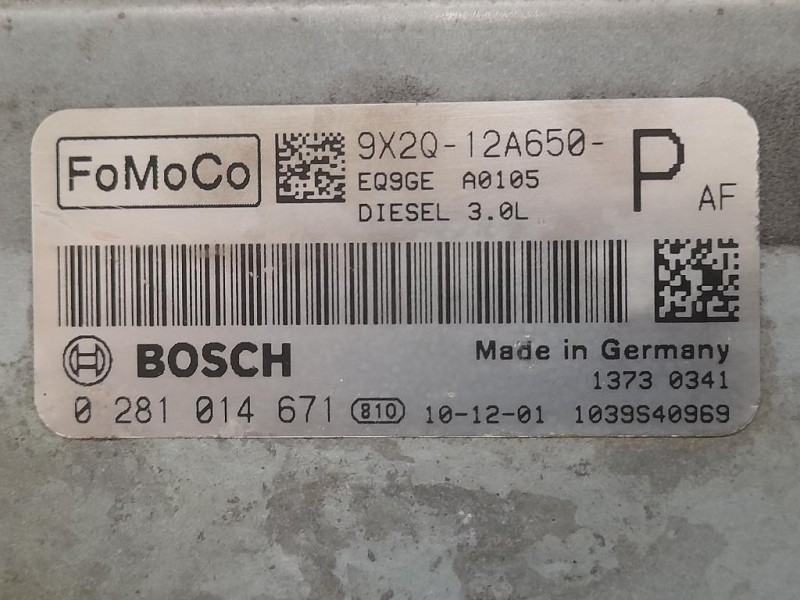 FoMoCo
9X2Q-12A650-
P
AF
EQ9GE A0105
DIESEL 3.0L
BOSCH
Made in Germany
1373 0341
0 281 014 671 810 10-12-01 1039S40969